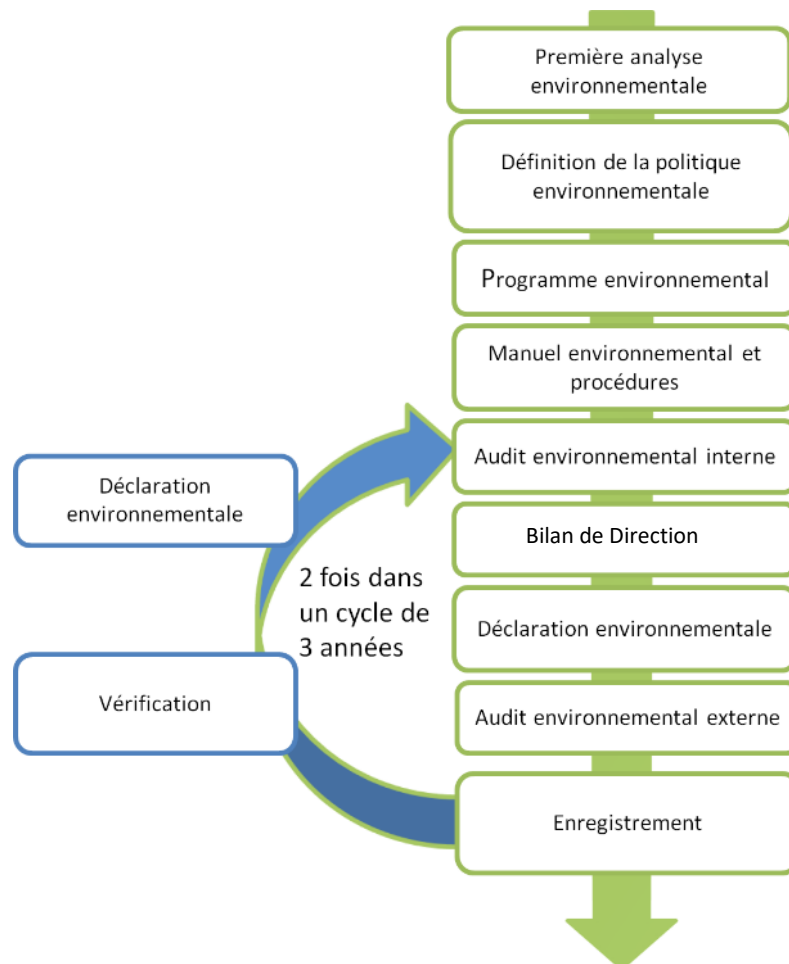 Première analyse
environnementale
Définition de la politique
environnementale
Programme environnemental
Manuel environnemental et
procédures
Audit environnemental interne
Bilan de Direction
Déclaration environnementale
Audit environnemental externe
Enregistrement
Déclaration
environnementale
2 fois dans
un cycle de
3 années
Vérification